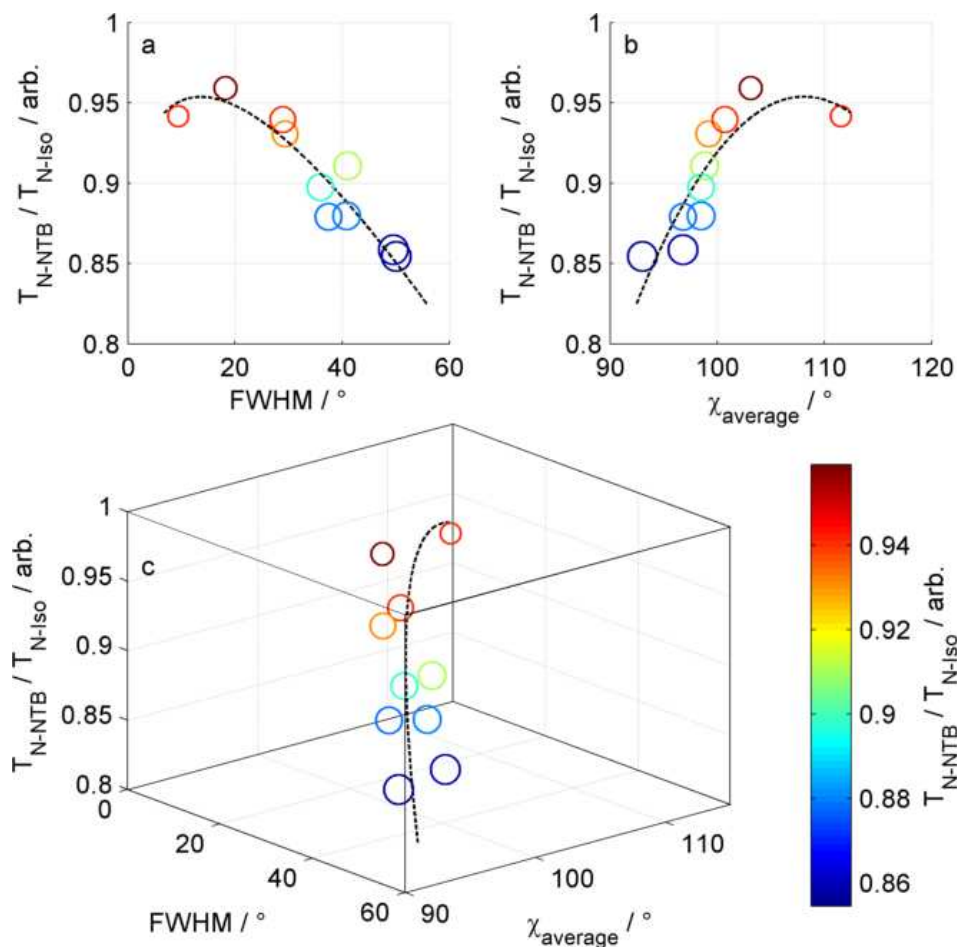 a
T_N-NTB / T_N-Iso / arb.
1
0.95
0.9
0.85
0.8
0 20 40 60
FWHM / °
b
T_N-NTB / T_N-Iso / arb.
1
0.95
0.9
0.85
0.8
90 100 110 120
χ_average / °
c
T_N-NTB / T_N-Iso / arb.
1
0.95
0.9
0.85
0.8
0
20
40
60
FWHM / °
90
100
110
χ_average / °
0.94
0.92
0.9
0.88
0.86
T_N-NTB / T_N-Iso / arb.